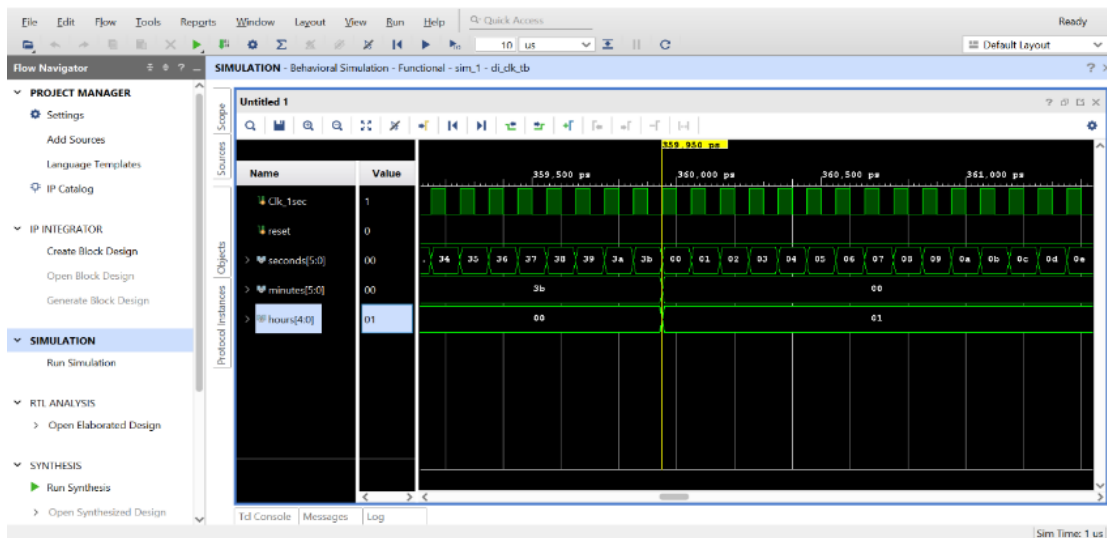 File Edit Flow Tools Reports Window Layout View Run Help Q- Quick Access Ready
10 us Default Layout
Flow Navigator ? SIMULATION - Behavioral Simulation - Functional - sim_1 - di_clk_tb ?
PROJECT MANAGER
Settings
Add Sources
Language Templates
IP Catalog
IP INTEGRATOR
Create Block Design
Open Block Design
Generate Block Design
SIMULATION
Run Simulation
RTL ANALYSIS
Open Elaborated Design
SYNTHESIS
Run Synthesis
Open Synthesized Design
Scope
Sources
Objects
Protocol Instances
Untitled 1
359,950 ps
Name Value 359,500 ps 360,000 ps 360,500 ps 361,000 ps
Clk_1sec 1
reset 0
seconds[5:0] 00 34 35 36 37 38 39 3a 3b 00 01 02 03 04 05 06 07 08 09 0a 0b 0c 0d 0e
minutes[5:0] 00 3b 00
hours[4:0] 01 00 01
Tcl Console Messages Log
Sim Time: 1 us